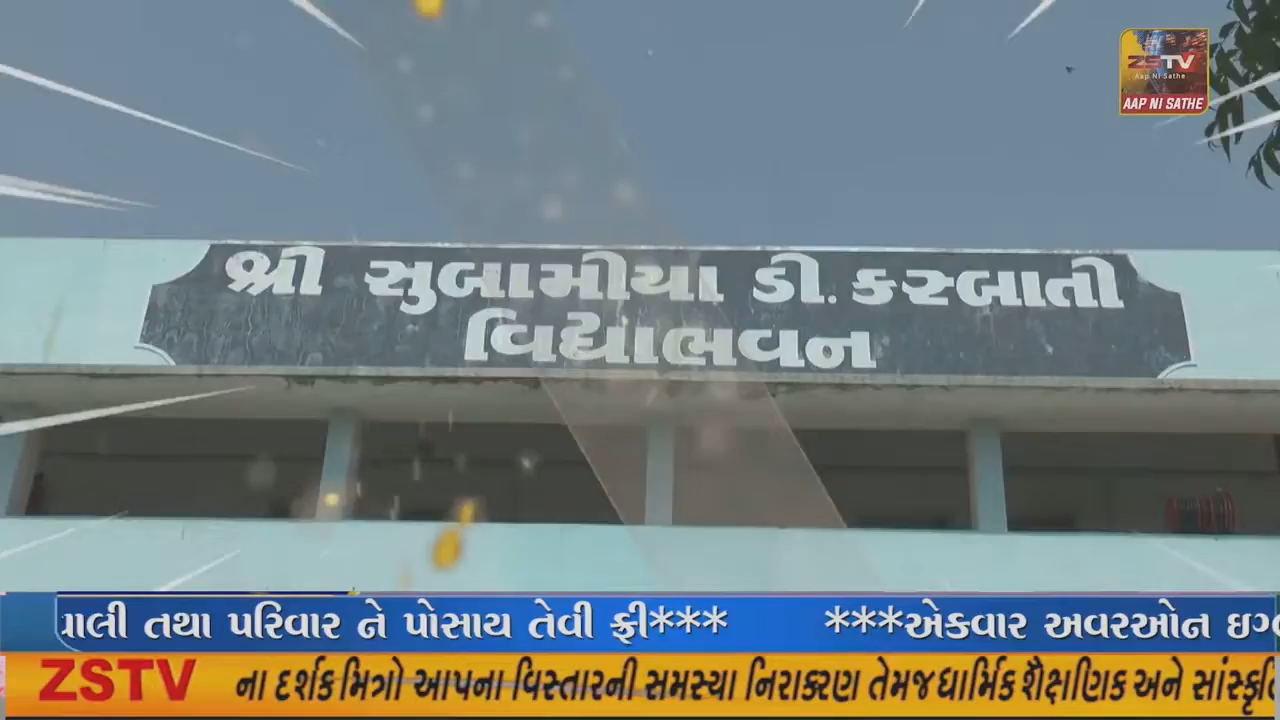 ZSTV
Aap Ni Sathe
AAP NI SATHE
શ્રી સુબામીયા ડી. કરબાતી
વિદ્યાભવન
તથા પરિવાર ને પોસાય તેવી ફ્રી*** ***એકવાર અવરઓન
ZSTV ના દર્શક મિત્રો આપના વિસ્તારની સમસ્યા નિરાકરણ તેમજ ધાર્મિક શૈક્ષણિક અને